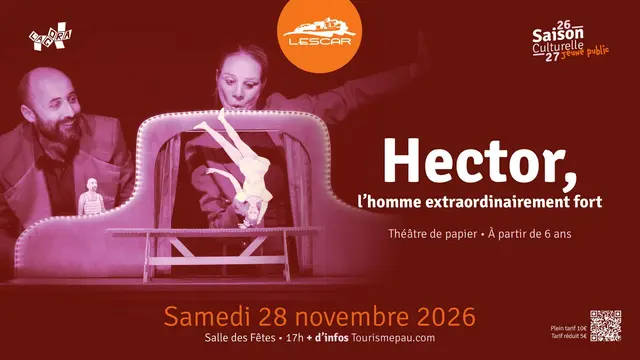 LAGORA
LESCAR
26
Saison
Culturelle
27 jeune public
Hector,
l'homme extraordinairement fort
Théâtre de papier • À partir de 6 ans
Samedi 28 novembre 2026
Salle des Fêtes • 17h + d'infos Tourismepau.com
Plein tarif 10€
Tarif réduit 5€